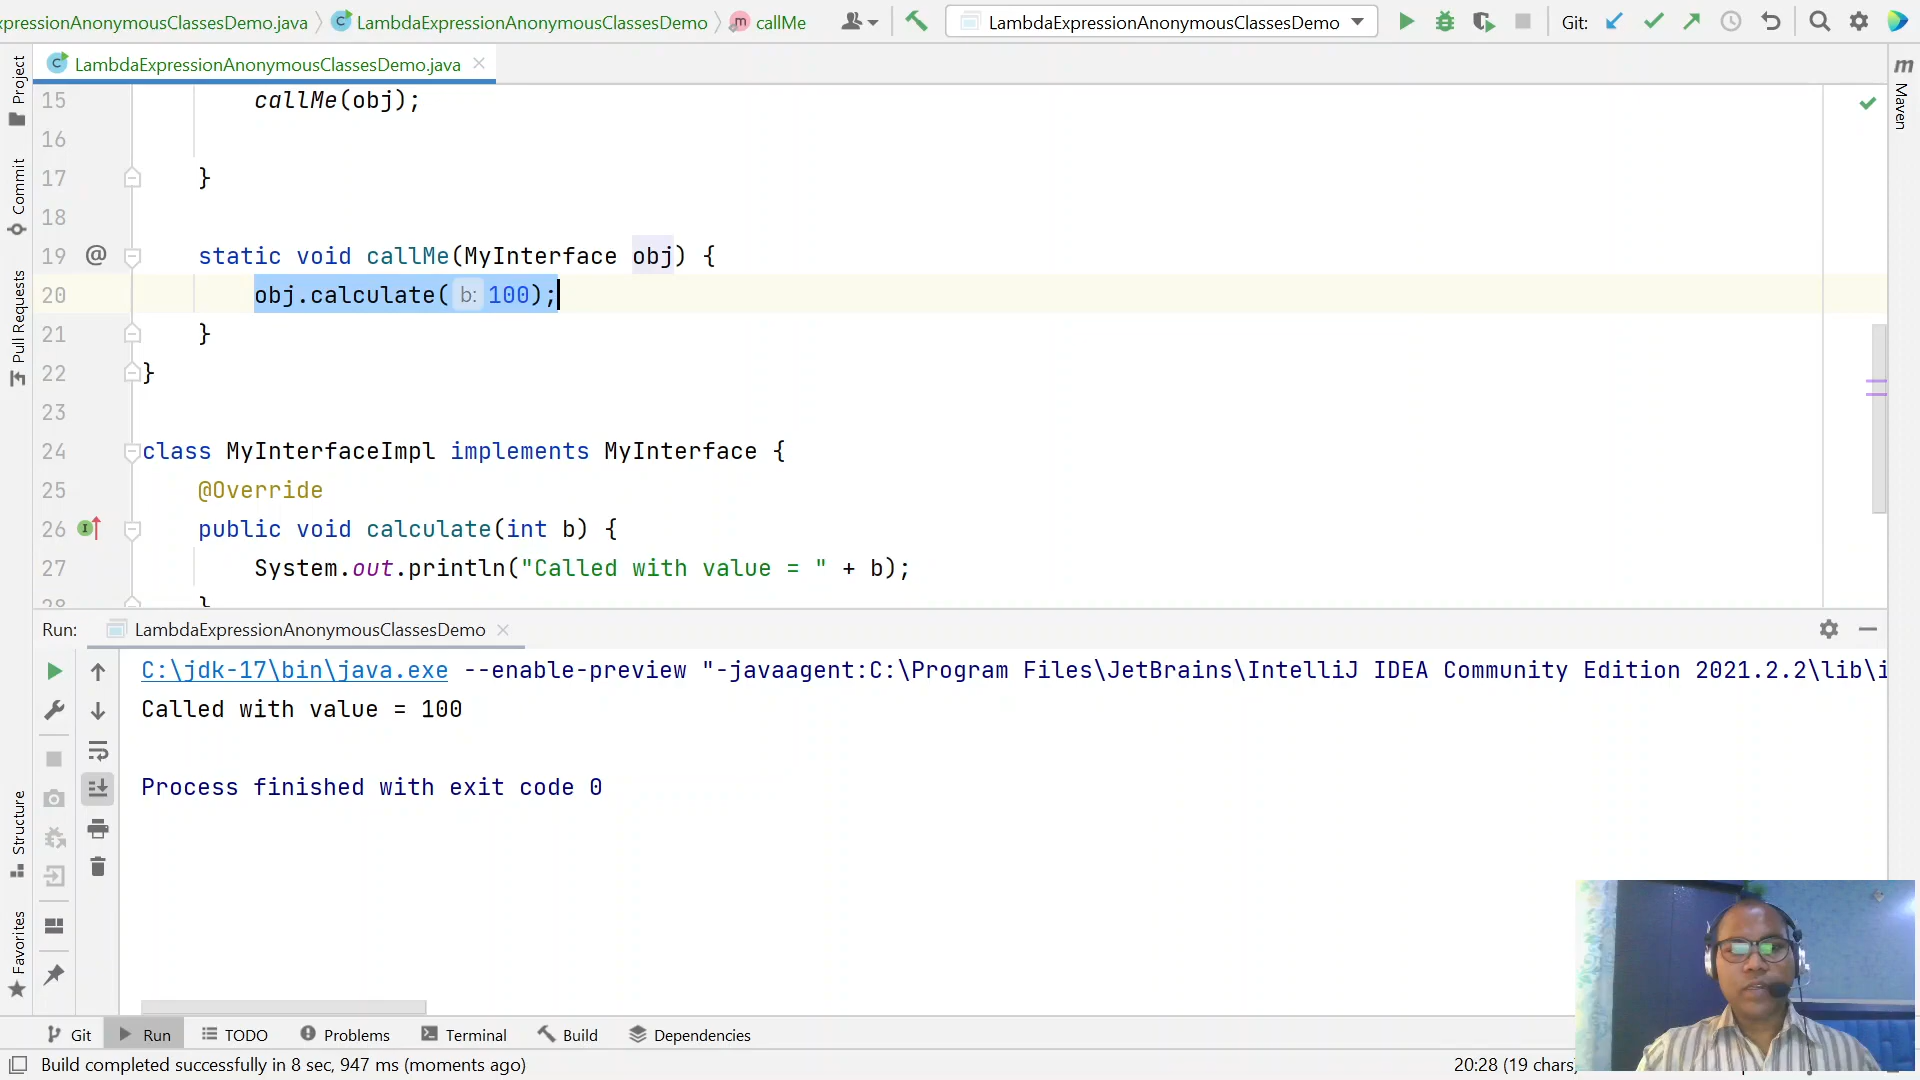 xpressionAnonymousClassesDemo.java LambdaExpressionAnonymousClassesDemo callMe LambdaExpressionAnonymousClassesDemo Git:
LambdaExpressionAnonymousClassesDemo.java
Project
Commit
Pull Requests
Structure
Favorites
Maven
15 callMe(obj);
16
17 }
18
19 @ static void callMe(MyInterface obj) {
20 obj.calculate( b: 100);
21 }
22 }
23
24 class MyInterfaceImpl implements MyInterface {
25 @Override
26 public void calculate(int b) {
27 System.out.println("Called with value = " + b);
28 }
Run: LambdaExpressionAnonymousClassesDemo
C:\jdk-17\bin\java.exe --enable-preview "-javaagent:C:\Program Files\JetBrains\IntelliJ IDEA Community Edition 2021.2.2\lib\i
Called with value = 100
Process finished with exit code 0
Git Run TODO Problems Terminal Build Dependencies
Build completed successfully in 8 sec, 947 ms (moments ago) 20:28 (19 chars)